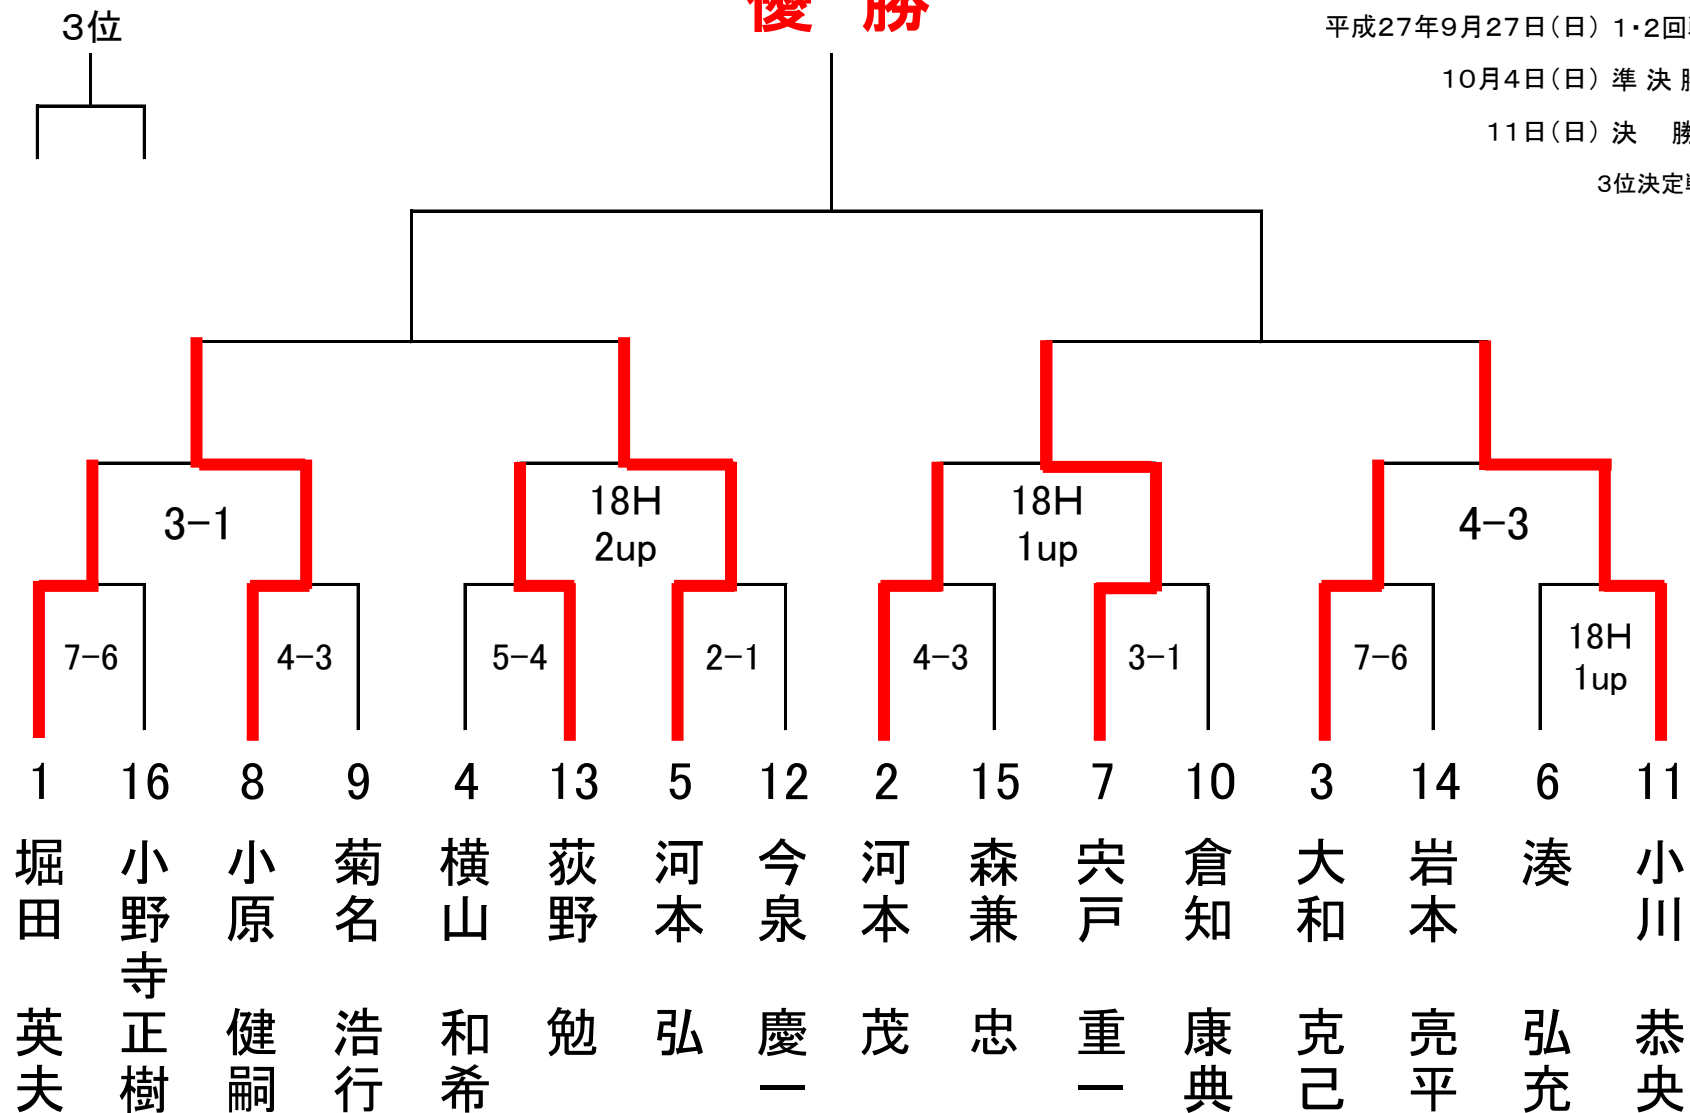 3位
優 勝
平成27年9月27日(日) 1・2回
10月4日(日) 準 決
11日(日) 決 勝
3位決定
3-1
18H
2up
18H
1up
4-3
7-6
4-3
5-4
2-1
4-3
3-1
7-6
18H
1up
1 16 8 9 4 13 5 12 2 15 7 10 3 14 6 11
堀田 英夫
小野寺正樹
小原 健嗣
菊名 浩行
横山 和希
荻野 勉
河本 弘
今泉 慶一
河本 茂
森兼 忠
宍戸 重一
倉知 康典
大和 克己
岩本 亮平
湊 弘充
小川 恭央